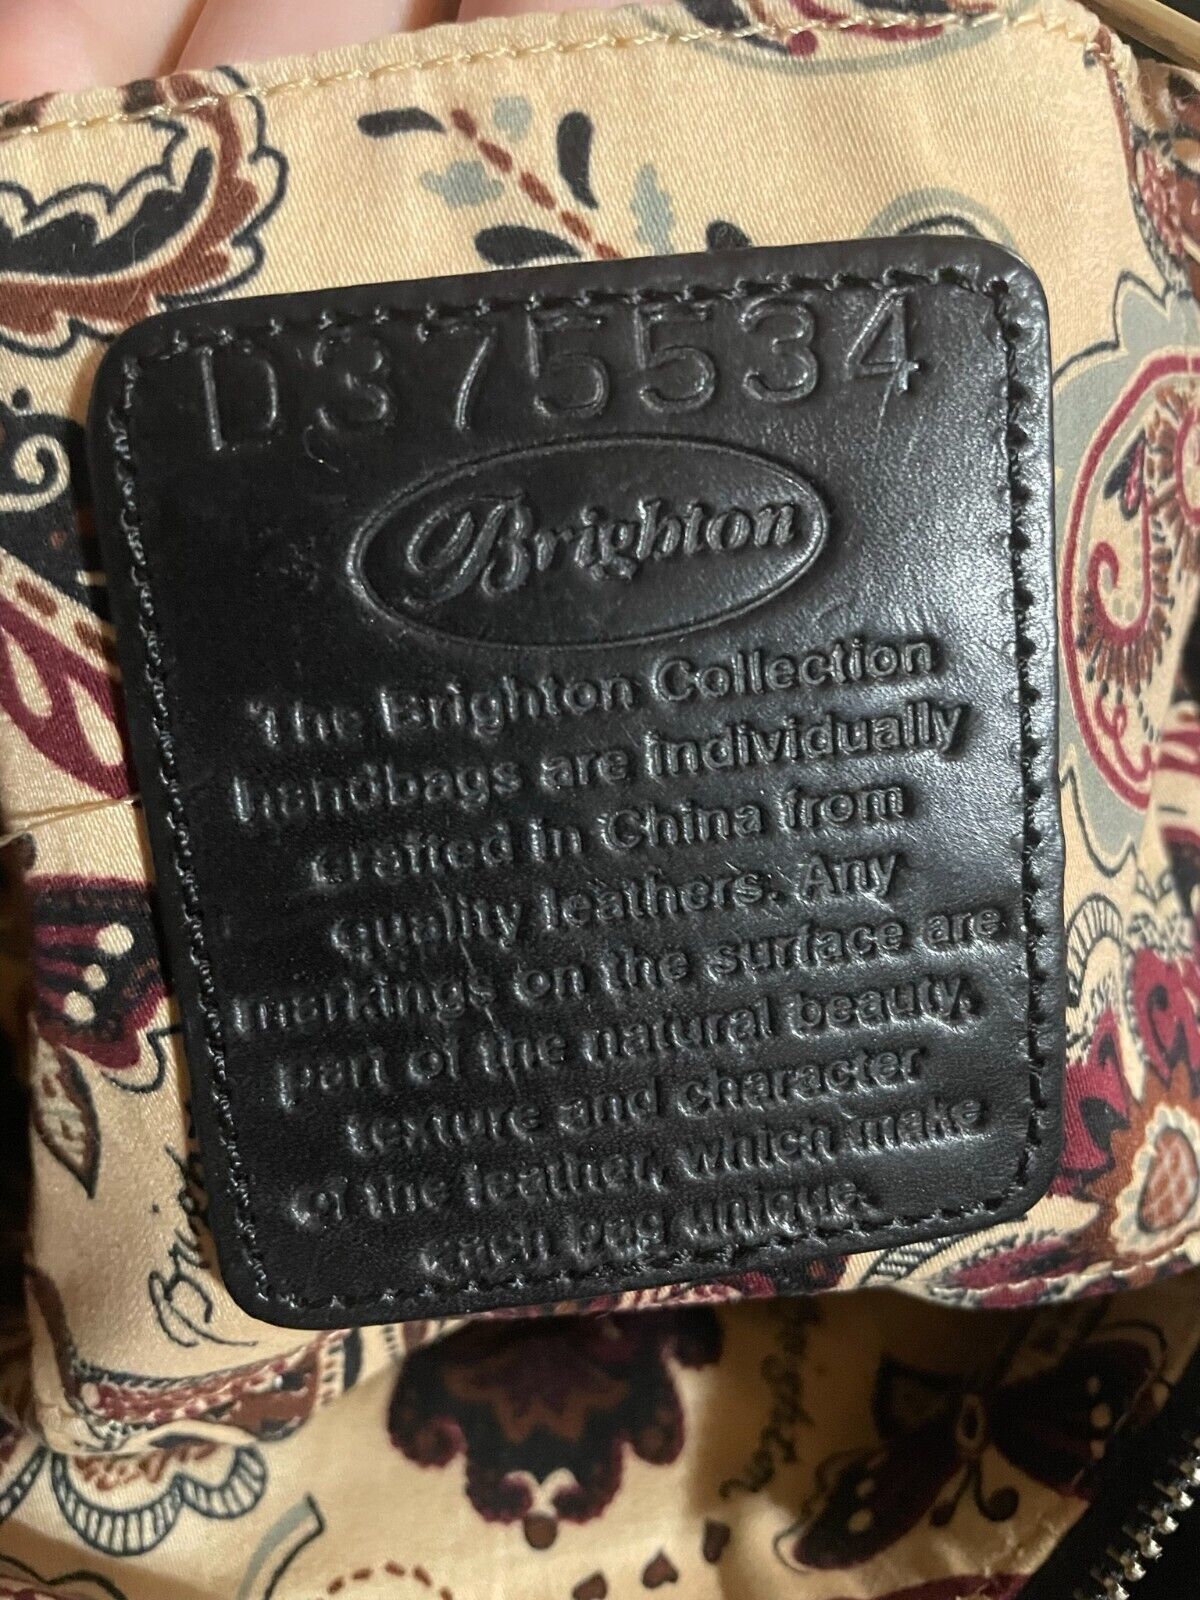 D375534
Brighton
The Brighton Collection
handbags are individually
crafted in China from
quality leathers. Any
markings on the surface are
part of the natural beauty,
texture and character
of the leather, which make
each bag unique.
Brighton